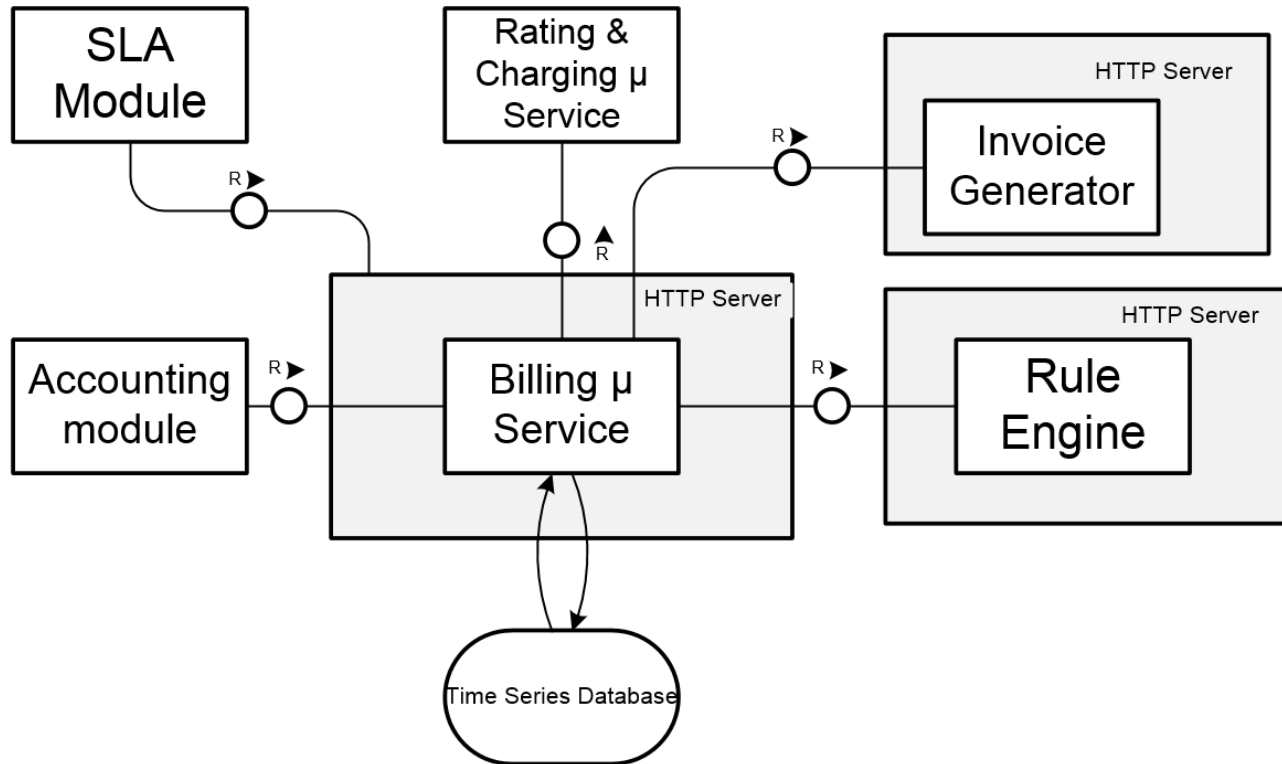 SLA
Module
Rating &
Charging µ
Service
HTTP Server
Invoice
Generator
R
R
R
HTTP Server
HTTP Server
Accounting
module
R
Billing µ
Service
R
Rule
Engine
Time Series Database